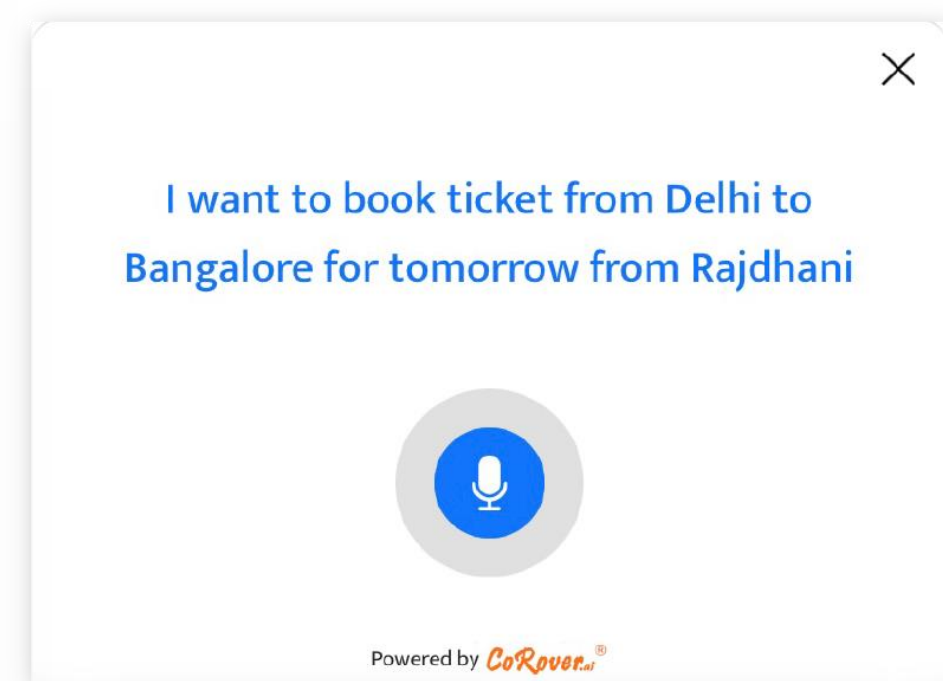 I want to book ticket from Delhi to
Bangalore for tomorrow from Rajdhani
Powered by CoRover.ai®